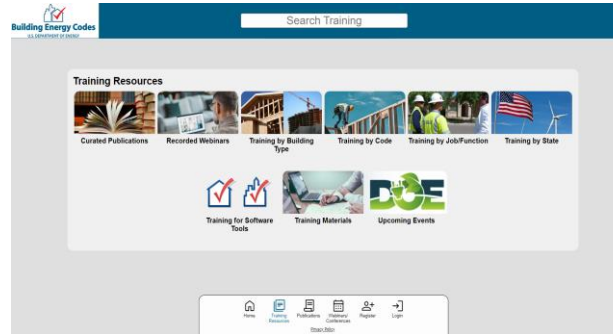 Building Energy Codes
U.S. DEPARTMENT OF ENERGY
Search Training
Training Resources
Curated Publications
Recorded Webinars
Training by Building
Type
Training by Code
Training by Job/Function
Training by State
DOE
Training for Software
Tools
Training Materials
Upcoming Events
Home
Training
Resources
Publications
Webinars/
Conferences
Register
Login
Privacy Policy